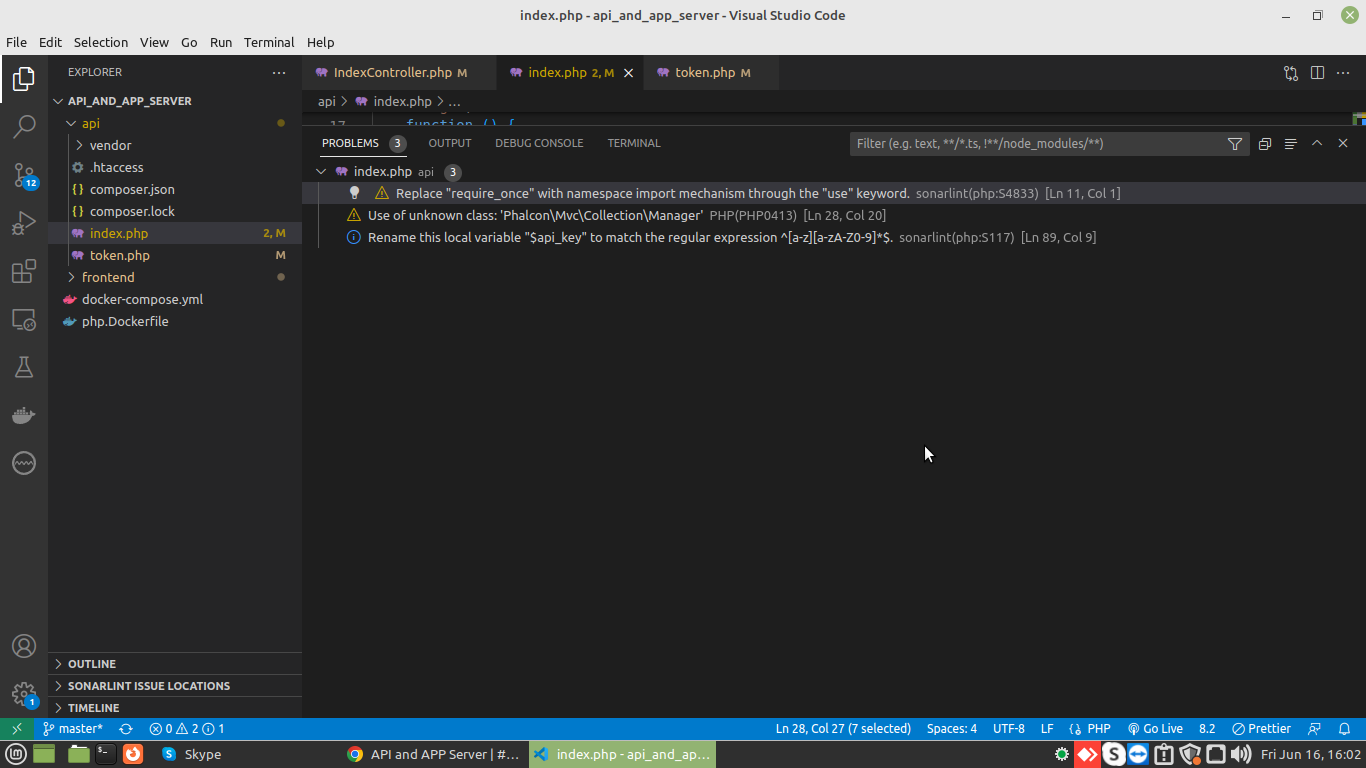 index.php - api_and_app_server - Visual Studio Code
File Edit Selection View Go Run Terminal Help
EXPLORER
API_AND_APP_SERVER
api
vendor
.htaccess
composer.json
composer.lock
index.php 2, M
token.php M
frontend
docker-compose.yml
php.Dockerfile
OUTLINE
SONARLINT ISSUE LOCATIONS
TIMELINE
12
1
IndexController.php M
index.php 2, M
token.php M
api > index.php > ...
17 function () {
PROBLEMS 3 OUTPUT DEBUG CONSOLE TERMINAL
Filter (e.g. text, **/*.ts, !**/node_modules/**)
index.php api 3
Replace "require_once" with namespace import mechanism through the "use" keyword. sonarlint(php:S4833) [Ln 11, Col 1]
Use of unknown class: 'Phalcon\Mvc\Collection\Manager' PHP(PHP0413) [Ln 28, Col 20]
Rename this local variable "$api_key" to match the regular expression ^[a-z][a-zA-Z0-9]*$. sonarlint(php:S117) [Ln 89, Col 9]
master* 0 2 1 Ln 28, Col 27 (7 selected) Spaces: 4 UTF-8 LF PHP Go Live 8.2 Prettier
Skype API and APP Server | #... index.php - api_and_ap... Fri Jun 16, 16:02